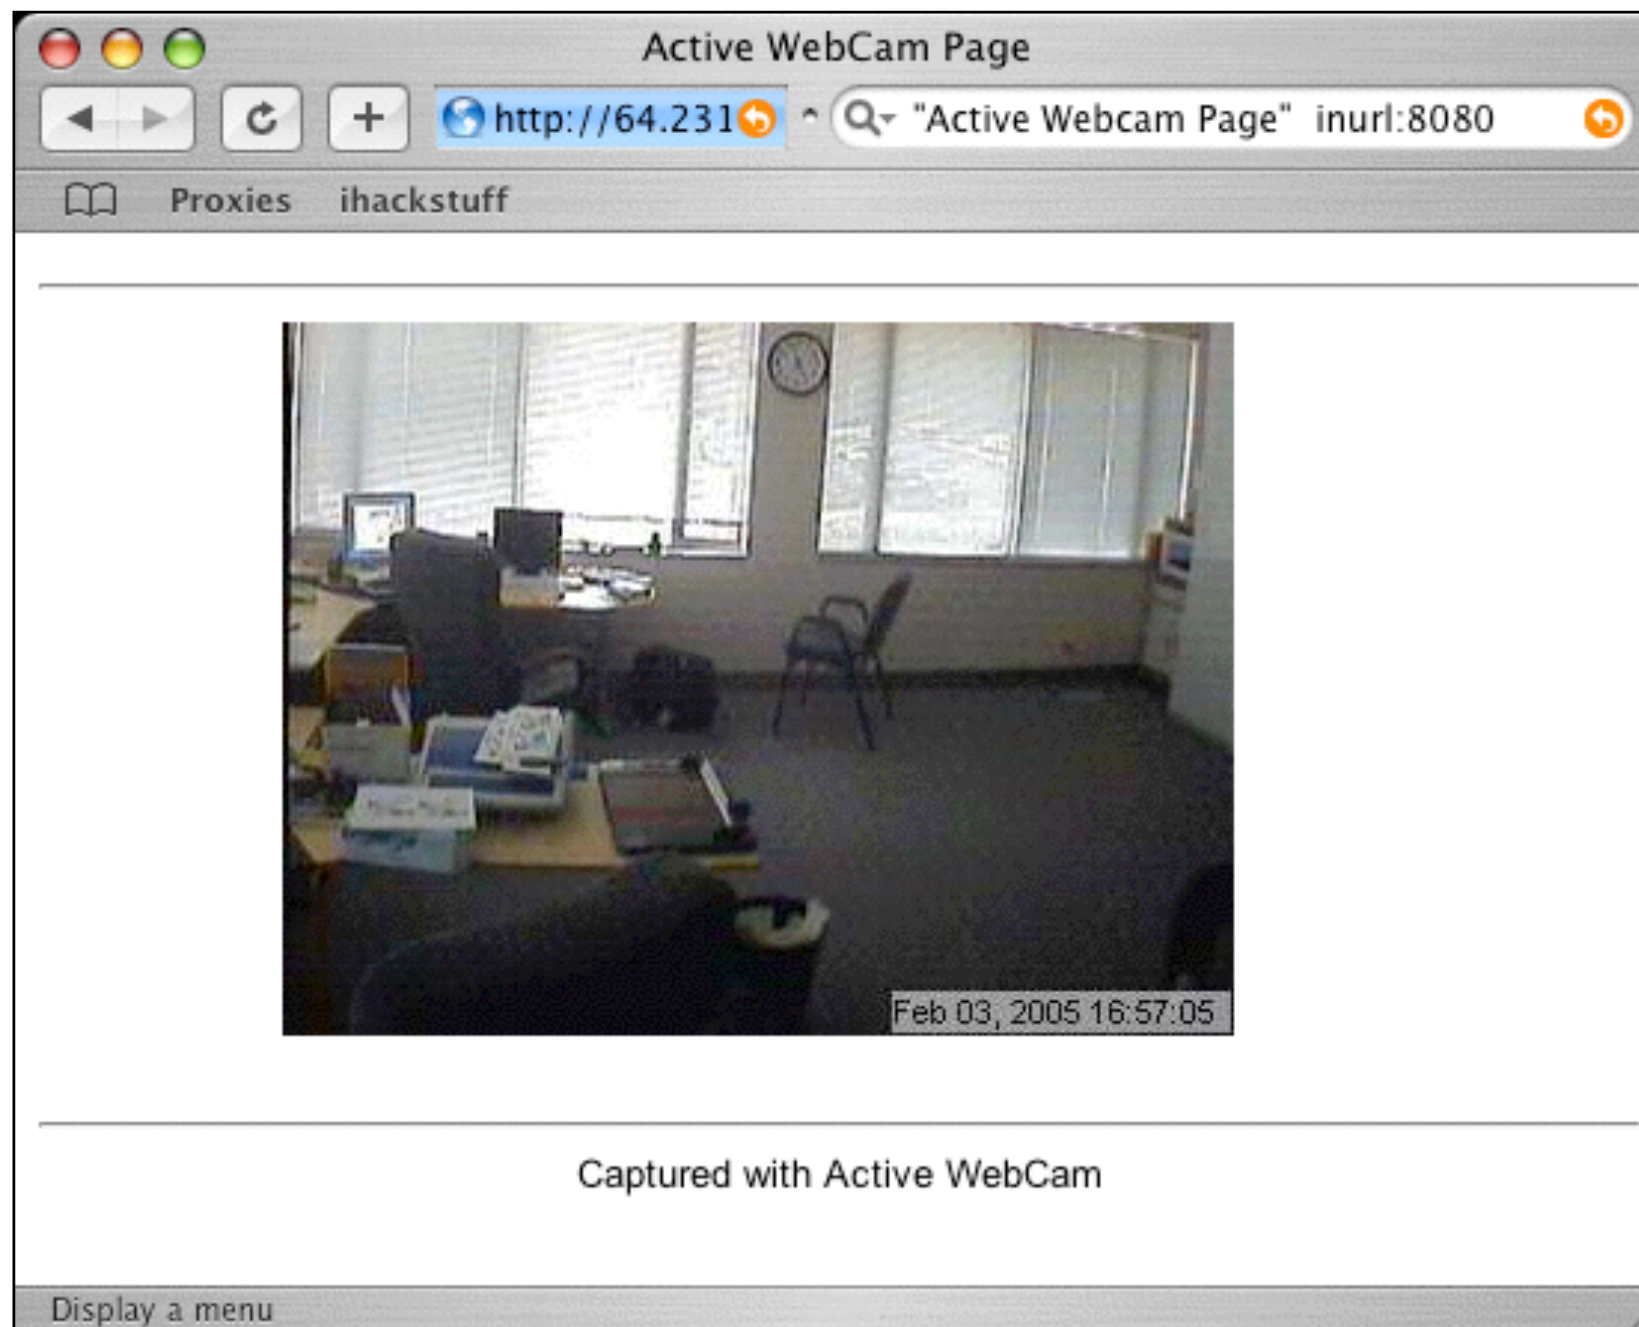 Active WebCam Page
http://64.231 "Active Webcam Page" inurl:8080
Proxies ihackstuff
Feb 03, 2005 16:57:05
Captured with Active WebCam
Display a menu